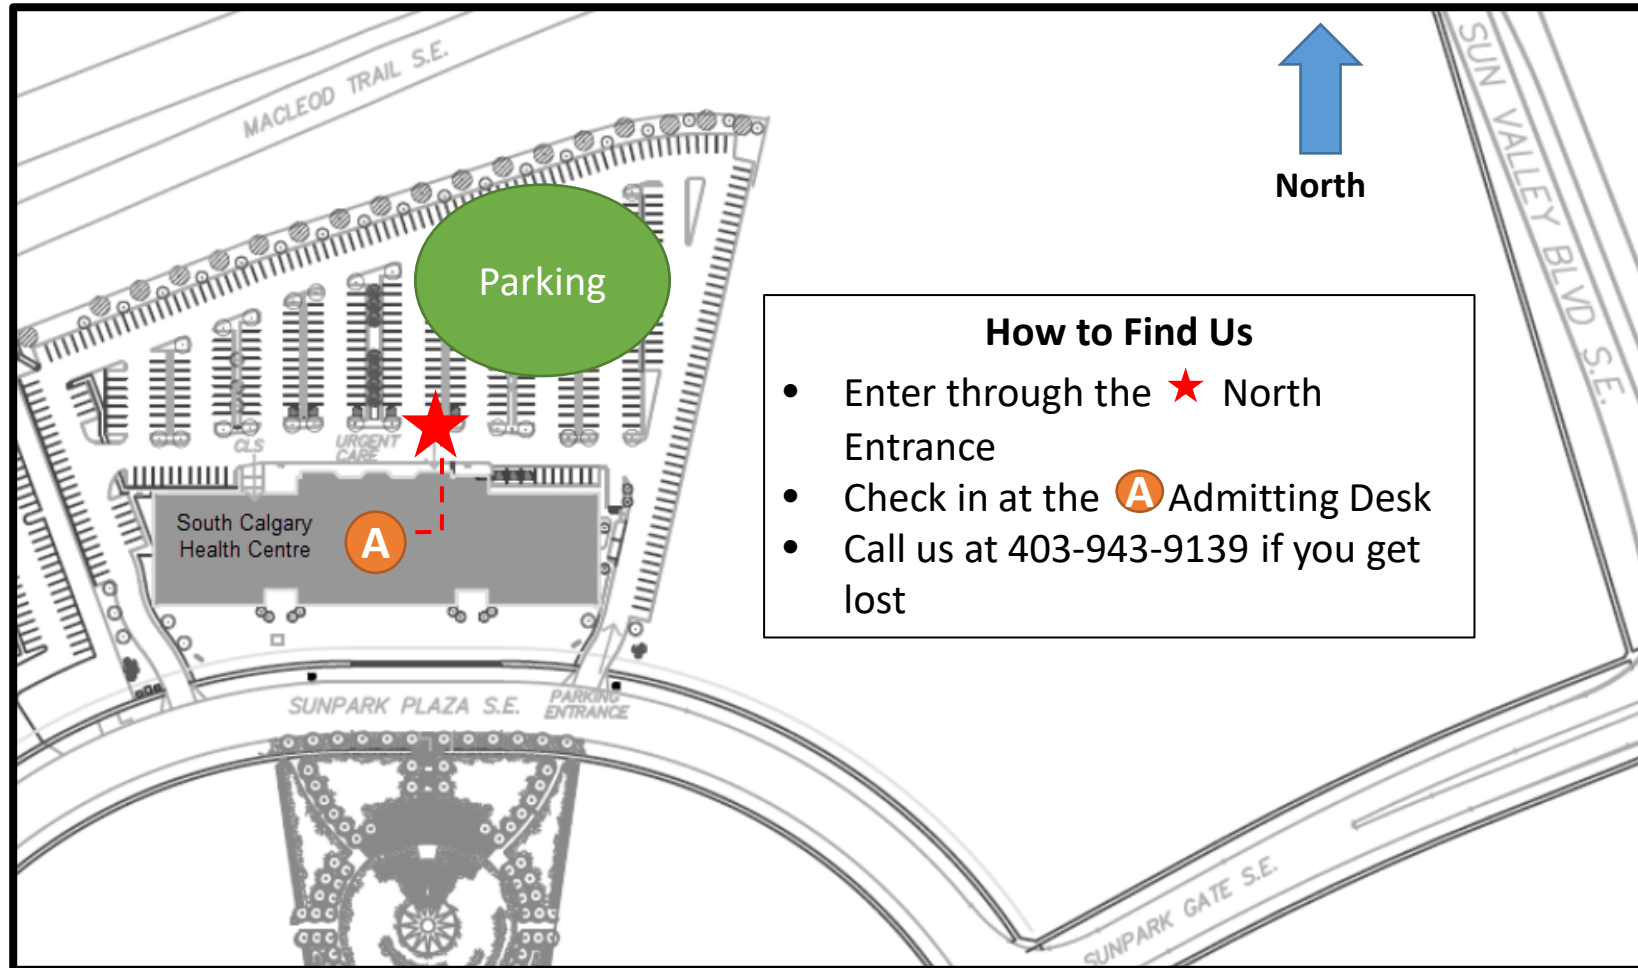 MACLEOD TRAIL S.E.
SUN VALLEY BLVD S.E.
North
Parking
How to Find Us
• Enter through the ★ North
Entrance
• Check in at the A Admitting Desk
• Call us at 403-943-9139 if you get
lost
CLS
URGENT
CARE
South Calgary
Health Centre
A
SUNPARK PLAZA S.E.
PARKING
ENTRANCE
SUNPARK GATE S.E.